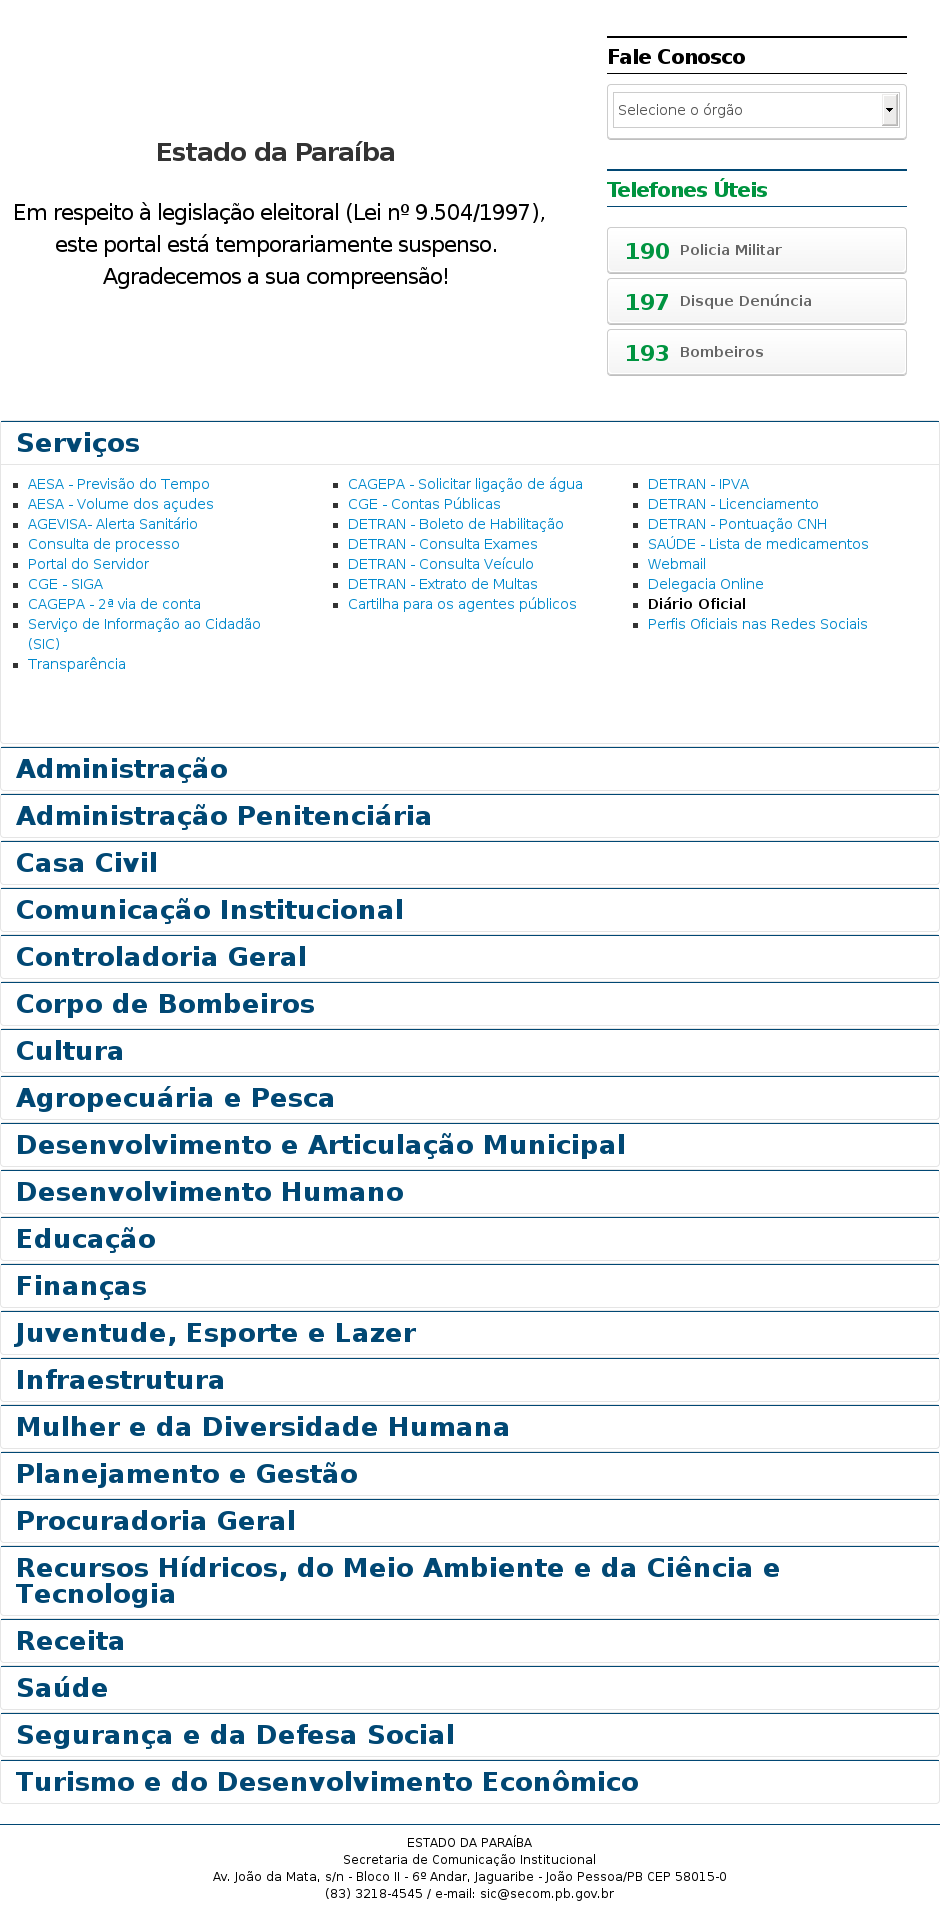 Fale Conosco
Selecione o órgão
Estado da Paraíba
Em respeito à legislação eleitoral (Lei nº 9.504/1997),
este portal está temporariamente suspenso.
Agradecemos a sua compreensão!
Telefones Úteis
190 Policia Militar
197 Disque Denúncia
193 Bombeiros
Serviços
AESA - Previsão do Tempo
AESA - Volume dos açudes
AGEVISA- Alerta Sanitário
Consulta de processo
Portal do Servidor
CGE - SIGA
CAGEPA - 2ª via de conta
Serviço de Informação ao Cidadão
(SIC)
Transparência
CAGEPA - Solicitar ligação de água
CGE - Contas Públicas
DETRAN - Boleto de Habilitação
DETRAN - Consulta Exames
DETRAN - Consulta Veículo
DETRAN - Extrato de Multas
Cartilha para os agentes públicos
DETRAN - IPVA
DETRAN - Licenciamento
DETRAN - Pontuação CNH
SAÚDE - Lista de medicamentos
Webmail
Delegacia Online
Diário Oficial
Perfis Oficiais nas Redes Sociais
Administração
Administração Penitenciária
Casa Civil
Comunicação Institucional
Controladoria Geral
Corpo de Bombeiros
Cultura
Agropecuária e Pesca
Desenvolvimento e Articulação Municipal
Desenvolvimento Humano
Educação
Finanças
Juventude, Esporte e Lazer
Infraestrutura
Mulher e da Diversidade Humana
Planejamento e Gestão
Procuradoria Geral
Recursos Hídricos, do Meio Ambiente e da Ciência e
Tecnologia
Receita
Saúde
Segurança e da Defesa Social
Turismo e do Desenvolvimento Econômico
ESTADO DA PARAÍBA
Secretaria de Comunicação Institucional
Av. João da Mata, s/n - Bloco II - 6º Andar, Jaguaribe - João Pessoa/PB CEP 58015-0
(83) 3218-4545 / e-mail: sic@secom.pb.gov.br